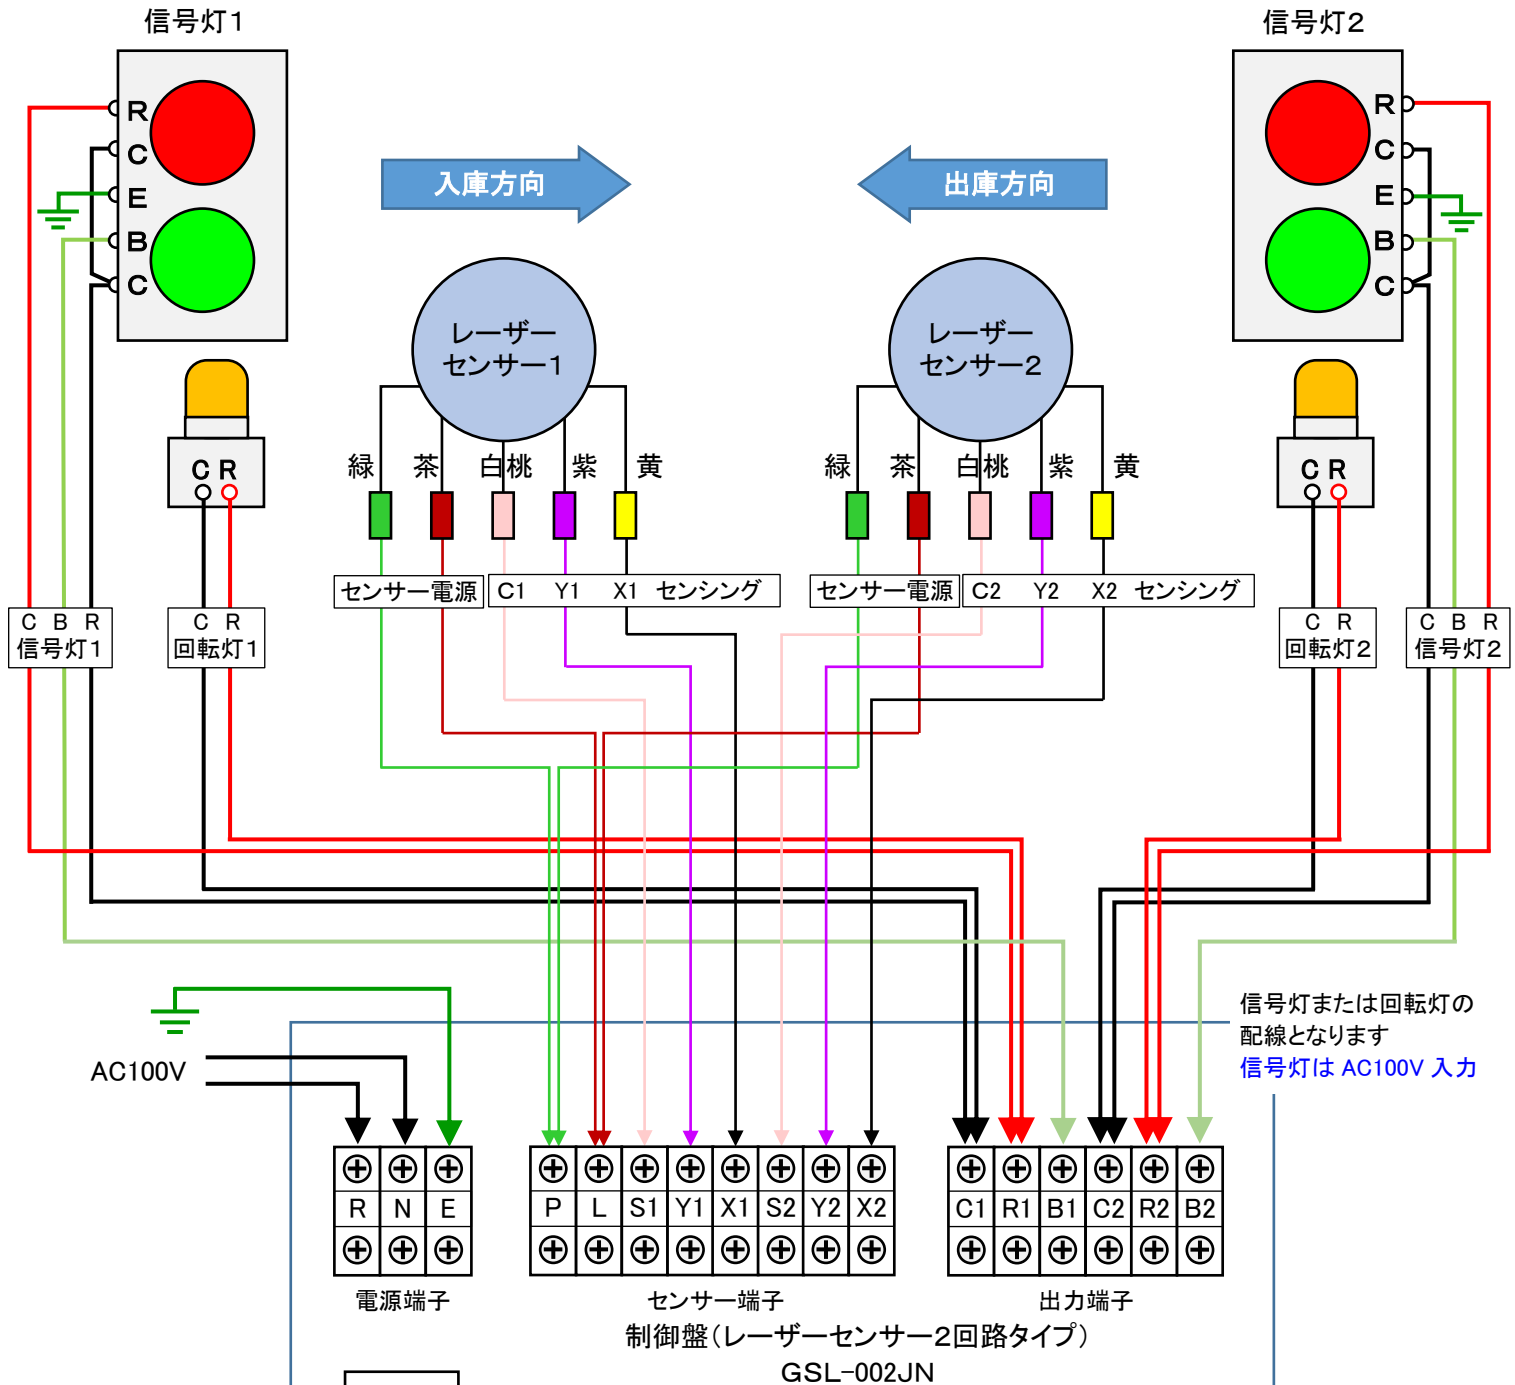 信号灯1
信号灯2
R
C
E
B
C
R
C
E
B
C
入庫方向
出庫方向
レーザー
センサー1
レーザー
センサー2
C R
C R
緑 茶 白桃 紫 黄
緑 茶 白桃 紫 黄
センサー電源
C1 Y1 X1 センシング
センサー電源
C2 Y2 X2 センシング
C B R
信号灯1
C R
回転灯1
C R
回転灯2
C B R
信号灯2
信号灯または回転灯の
配線となります
信号灯は AC100V 入力
AC100V
R N E
P L S1 Y1 X1 S2 Y2 X2
C1 R1 B1 C2 R2 B2
電源端子
センサー端子
出力端子
制御盤(レーザーセンサー2回路タイプ)
GSL-002JN